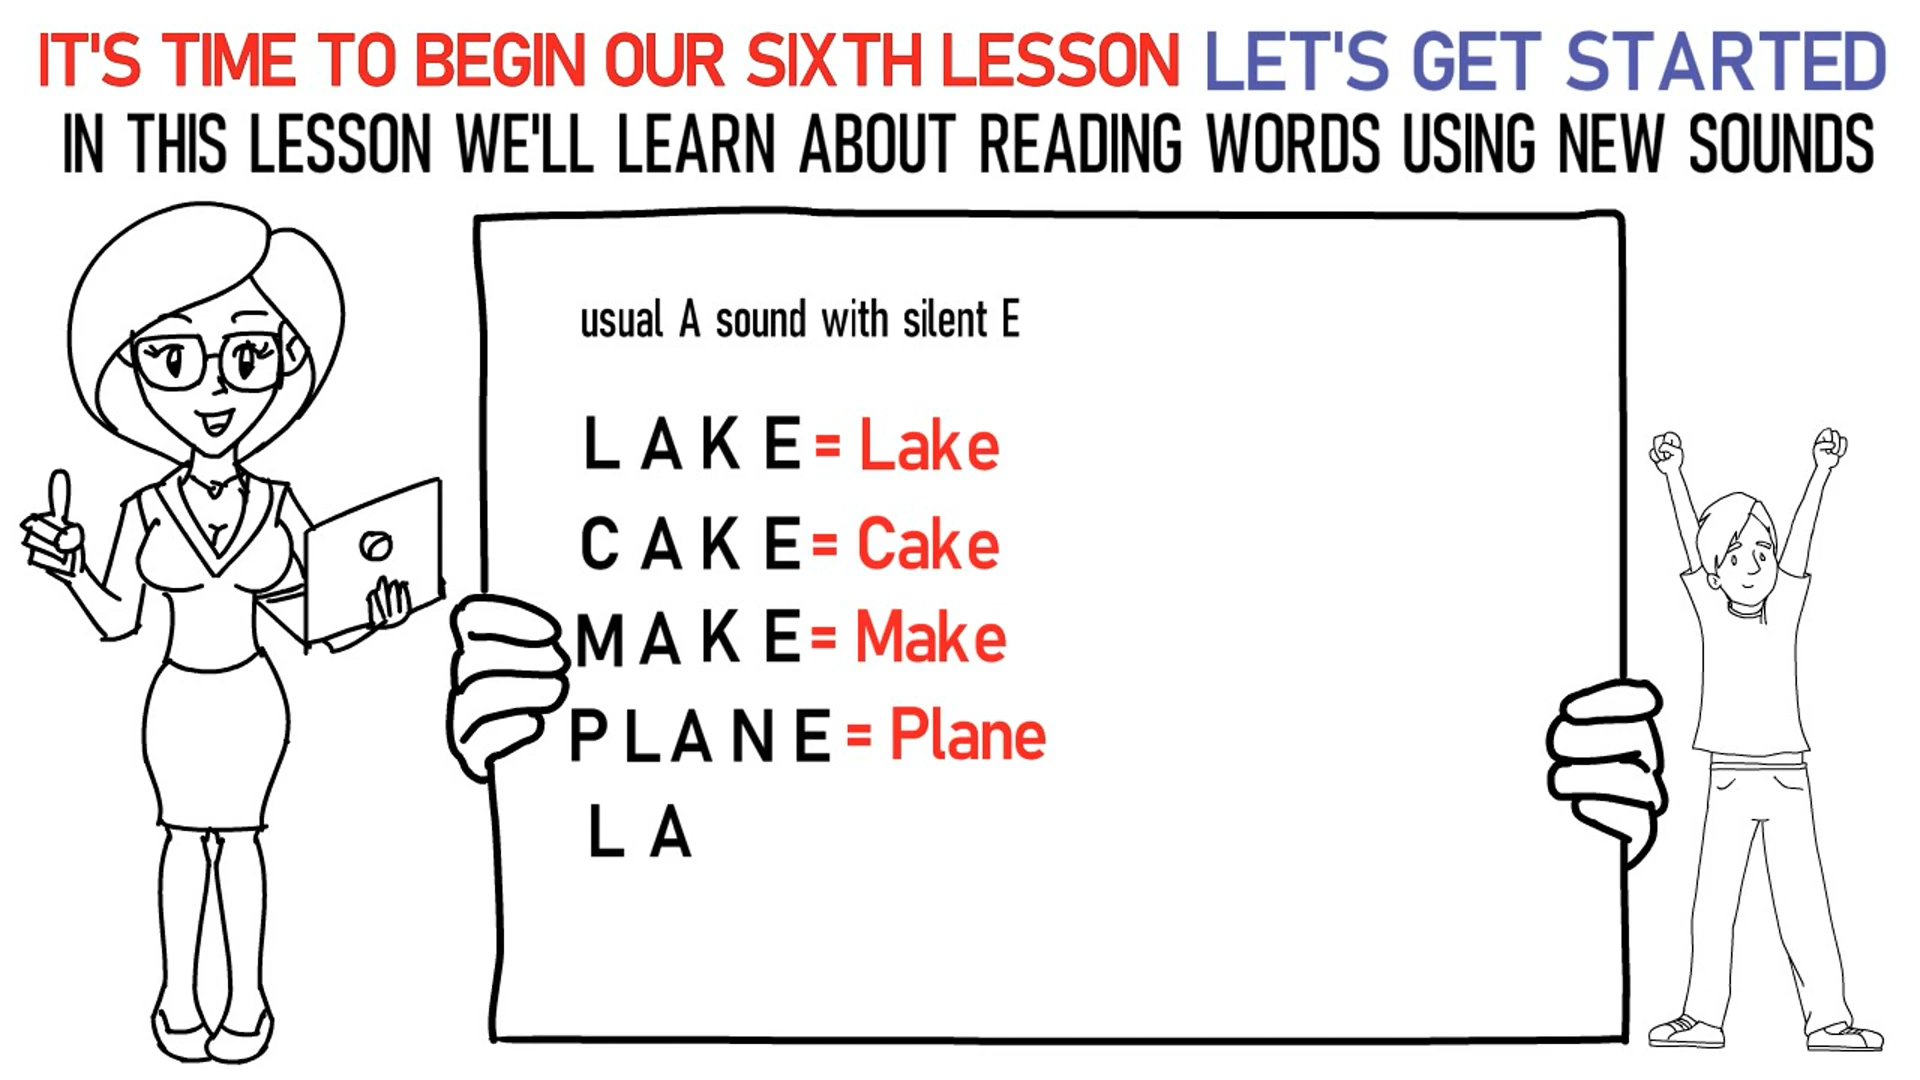 IT'S TIME TO BEGIN OUR SIXTH LESSON LET'S GET STARTED
IN THIS LESSON WE'LL LEARN ABOUT READING WORDS USING NEW SOUNDS
usual A sound with silent E
L A K E = Lake
C A K E = Cake
M A K E = Make
P L A N E = Plane
L A